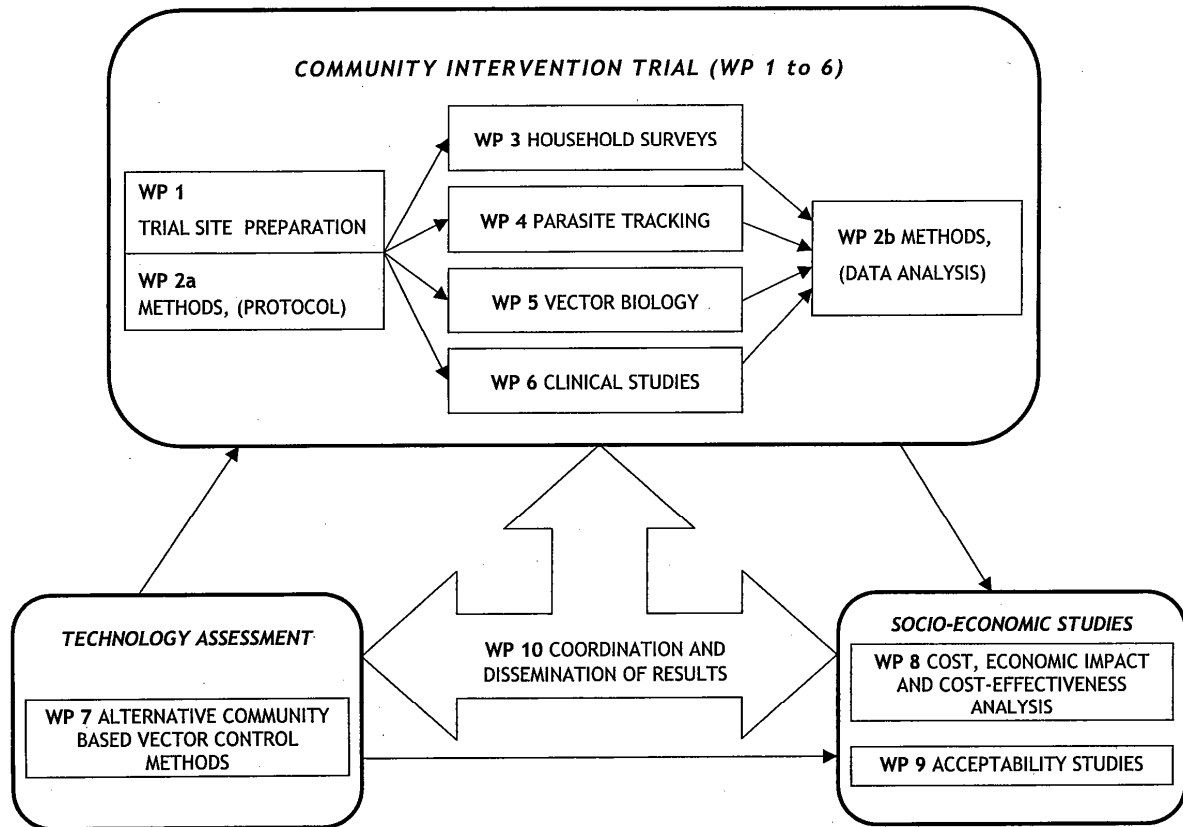 COMMUNITY INTERVENTION TRIAL (WP 1 to 6)
WP 1
TRIAL SITE PREPARATION
WP 2a
METHODS, (PROTOCOL)
WP 3 HOUSEHOLD SURVEYS
WP 4 PARASITE TRACKING
WP 5 VECTOR BIOLOGY
WP 6 CLINICAL STUDIES
WP 2b METHODS,
(DATA ANALYSIS)
TECHNOLOGY ASSESSMENT
WP 7 ALTERNATIVE COMMUNITY
BASED VECTOR CONTROL
METHODS
WP 10 COORDINATION AND
DISSEMINATION OF RESULTS
SOCIO-ECONOMIC STUDIES
WP 8 COST, ECONOMIC IMPACT
AND COST-EFFECTIVENESS
ANALYSIS
WP 9 ACCEPTABILITY STUDIES